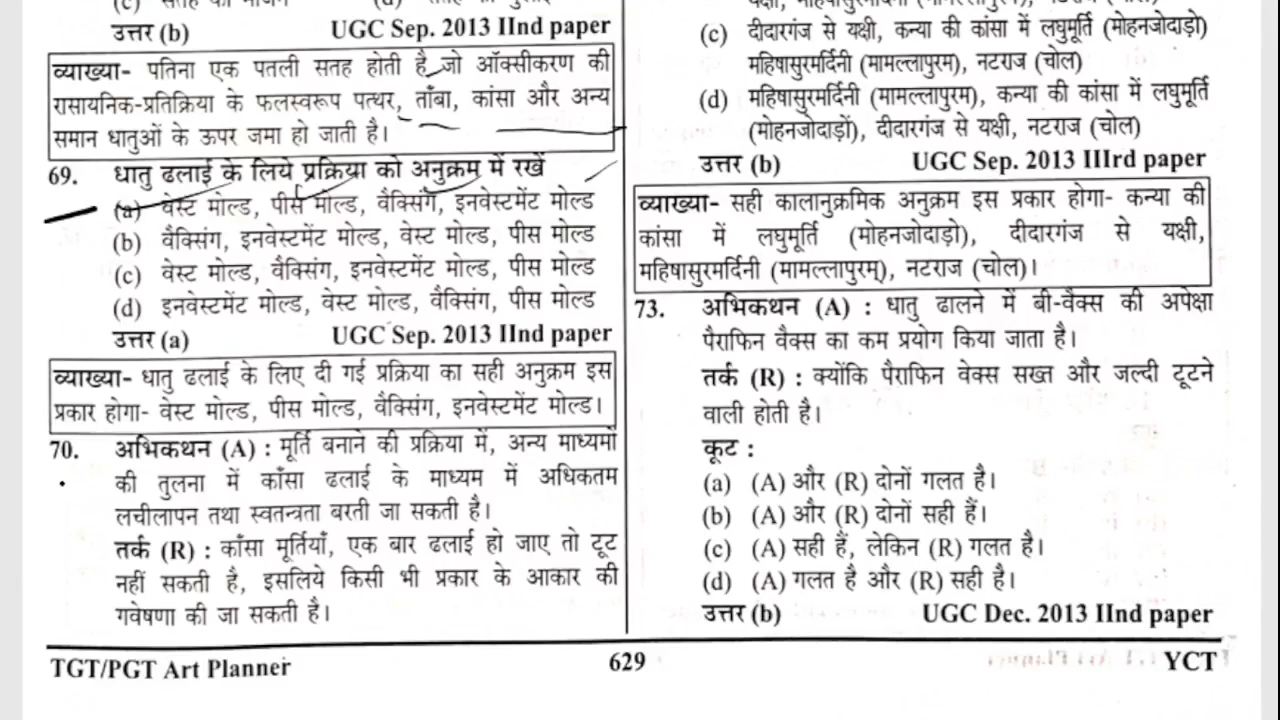 उत्तर (b) UGC Sep. 2013 IInd paper
व्याख्या- पतिना एक पतली सतह होती है, जो ऑक्सीकरण की
रासायनिक-प्रतिक्रिया के फलस्वरूप पत्थर, ताँबा, कांसा और अन्य
समान धातुओं के ऊपर जमा हो जाती है।
69. धातु ढलाई के लिये प्रक्रिया को अनुक्रम में रखें
(a) वेस्ट मोल्ड, पीस मोल्ड, वैक्सिंग, इनवेस्टमेंट मोल्ड
(b) वैक्सिंग, इनवेस्टमेंट मोल्ड, वेस्ट मोल्ड, पीस मोल्ड
(c) वेस्ट मोल्ड, वैक्सिंग, इनवेस्टमेंट मोल्ड, पीस मोल्ड
(d) इनवेस्टमेंट मोल्ड, वेस्ट मोल्ड, वैक्सिंग, पीस मोल्ड
उत्तर (a) UGC Sep. 2013 IInd paper
व्याख्या- धातु ढलाई के लिए दी गई प्रक्रिया का सही अनुक्रम इस
प्रकार होगा- वेस्ट मोल्ड, पीस मोल्ड, वैक्सिंग, इनवेस्टमेंट मोल्ड।
70. अभिकथन (A) : मूर्ति बनाने की प्रक्रिया में, अन्य माध्यमों
की तुलना में काँसा ढलाई के माध्यम में अधिकतम
लचीलापन तथा स्वतन्त्रता बरती जा सकती है।
तर्क (R) : काँसा मूर्तियाँ, एक बार ढलाई हो जाए तो टूट
नहीं सकती है, इसलिये किसी भी प्रकार के आकार की
गवेषणा की जा सकती है।
(c) दीदारगंज से यक्षी, कन्या की कांसा में लघुमूर्ति (मोहनजोदाड़ो)
महिषासुरमर्दिनी (मामल्लापुरम), नटराज (चोल)
(d) महिषासुरमर्दिनी (मामल्लापुरम), कन्या की कांसा में लघुमूर्ति
(मोहनजोदाड़ों), दीदारगंज से यक्षी, नटराज (चोल)
उत्तर (b) UGC Sep. 2013 IIIrd paper
व्याख्या- सही कालानुक्रमिक अनुक्रम इस प्रकार होगा- कन्या की
कांसा में लघुमूर्ति (मोहनजोदाड़ो), दीदारगंज से यक्षी,
महिषासुरमर्दिनी (मामल्लापुरम्), नटराज (चोल)।
73. अभिकथन (A) : धातु ढालने में बी-वैक्स की अपेक्षा
पैराफिन वैक्स का कम प्रयोग किया जाता है।
तर्क (R) : क्योंकि पैराफिन वेक्स सख्त और जल्दी टूटने
वाली होती है।
कूट :
(a) (A) और (R) दोनों गलत है।
(b) (A) और (R) दोनों सही हैं।
(c) (A) सही हैं, लेकिन (R) गलत है।
(d) (A) गलत है और (R) सही है।
उत्तर (b) UGC Dec. 2013 IInd paper
TGT/PGT Art Planner 629 YCT